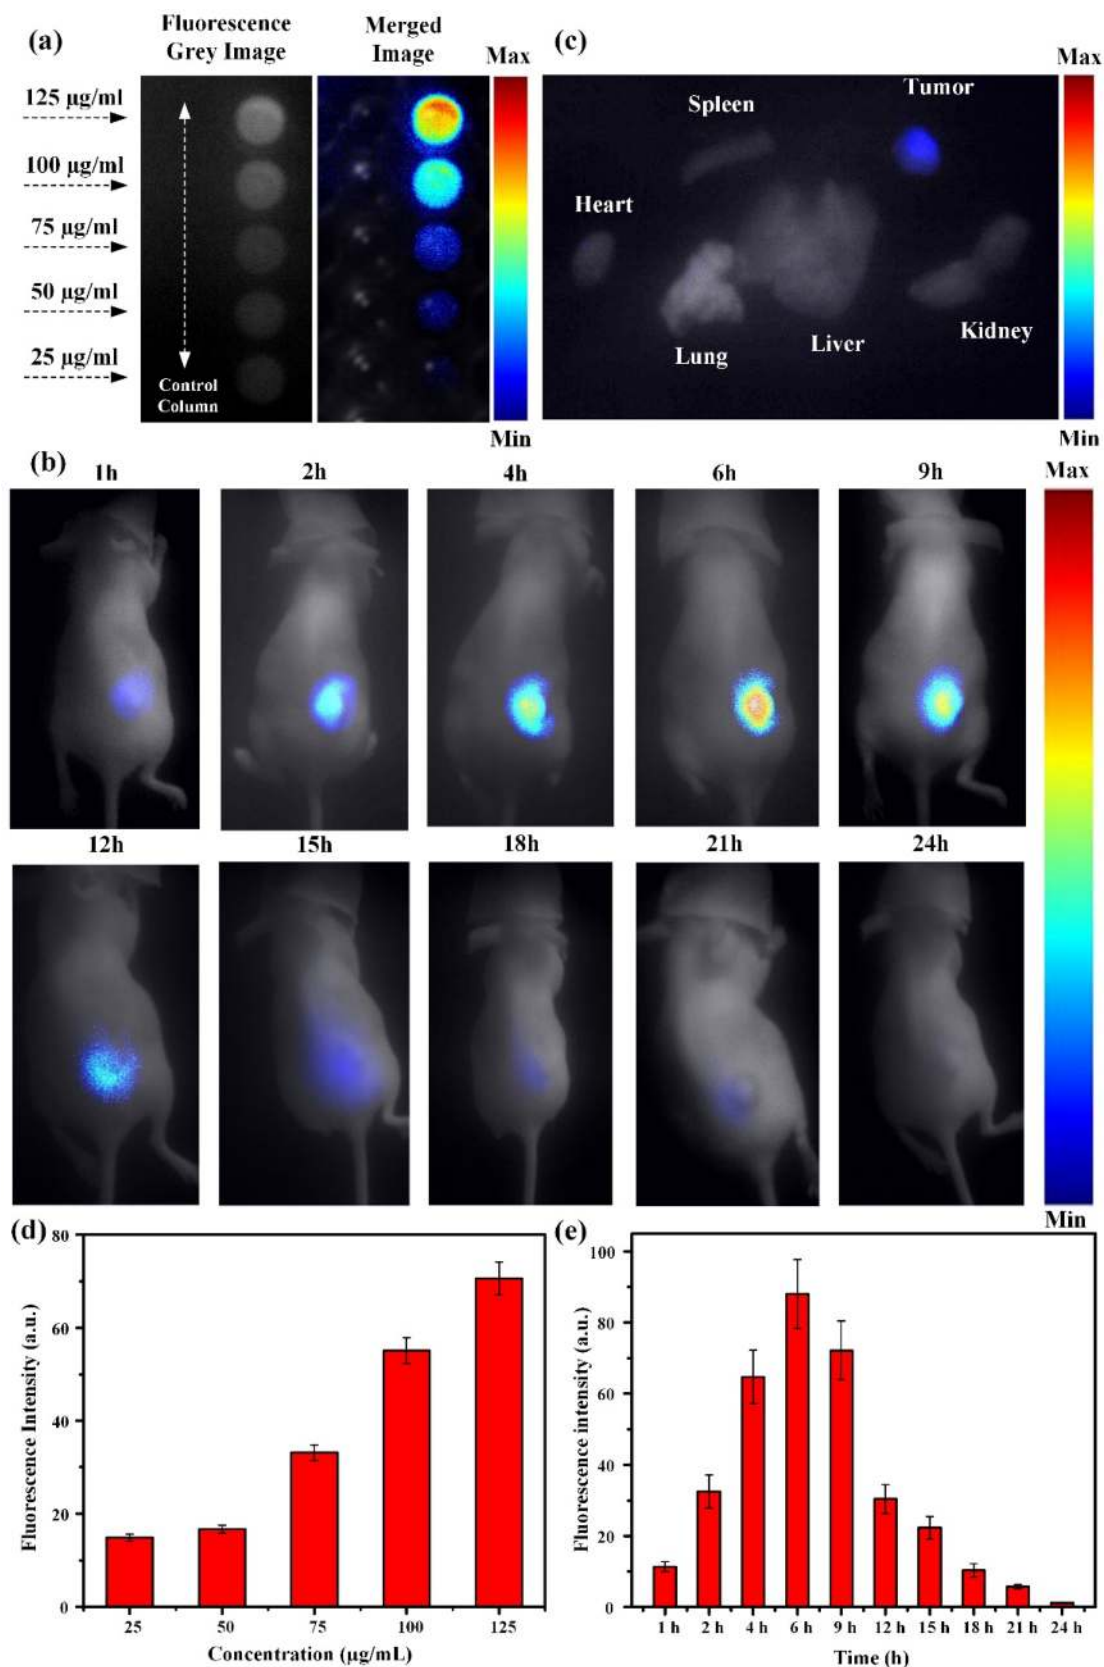 (a)
Fluorescence
Grey Image
Merged
Image
Max
125 µg/ml
100 µg/ml
75 µg/ml
50 µg/ml
25 µg/ml
Control
Column
Min
(c)
Max
Spleen
Tumor
Heart
Lung
Liver
Kidney
Min
(b)
1h
2h
4h
6h
9h
Max
12h
15h
18h
21h
24h
Min
(d)
80
60
40
20
0
Fluorescence Intensity (a.u.)
25
50
75
100
125
Concentration (µg/mL)
(e)
100
80
60
40
20
0
Fluorescence intensity (a.u.)
1 h
2 h
4 h
6 h
9 h
12 h
15 h
18 h
21 h
24 h
Time (h)